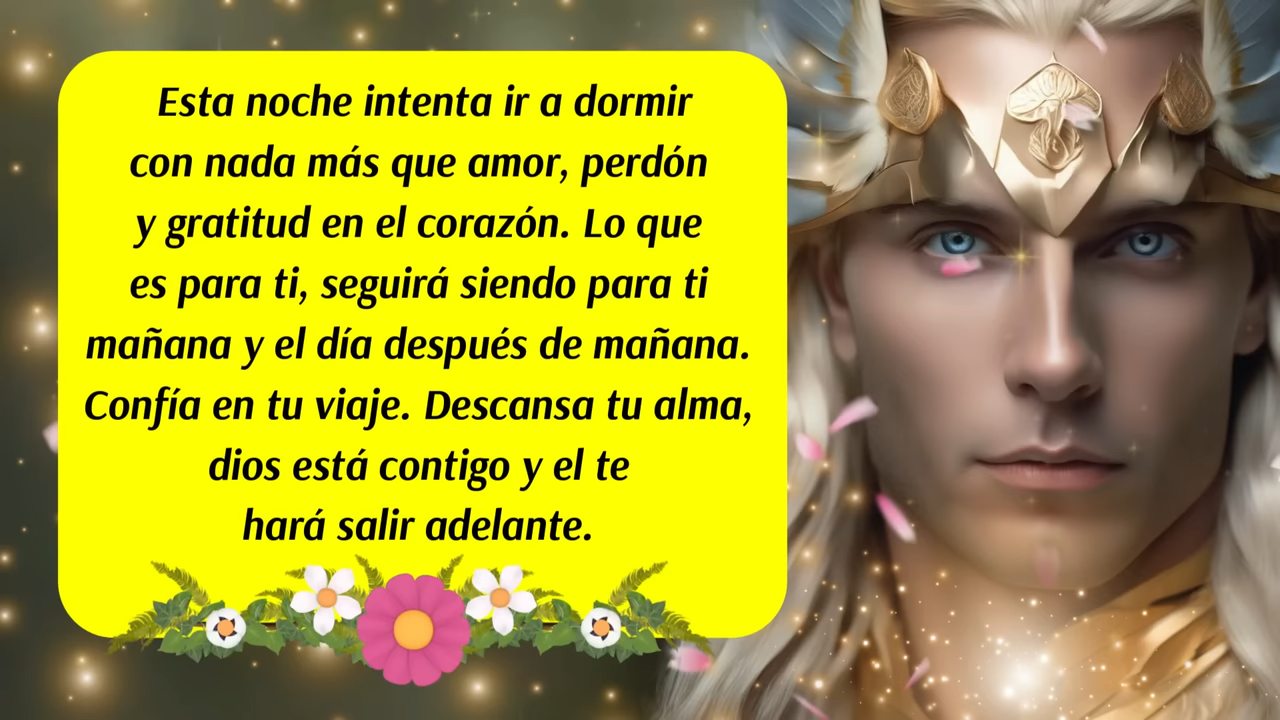 Esta noche intenta ir a dormir
con nada más que amor, perdón
y gratitud en el corazón. Lo que
es para ti, seguirá siendo para ti
mañana y el día después de mañana.
Confía en tu viaje. Descansa tu alma,
dios está contigo y el te
hará salir adelante.